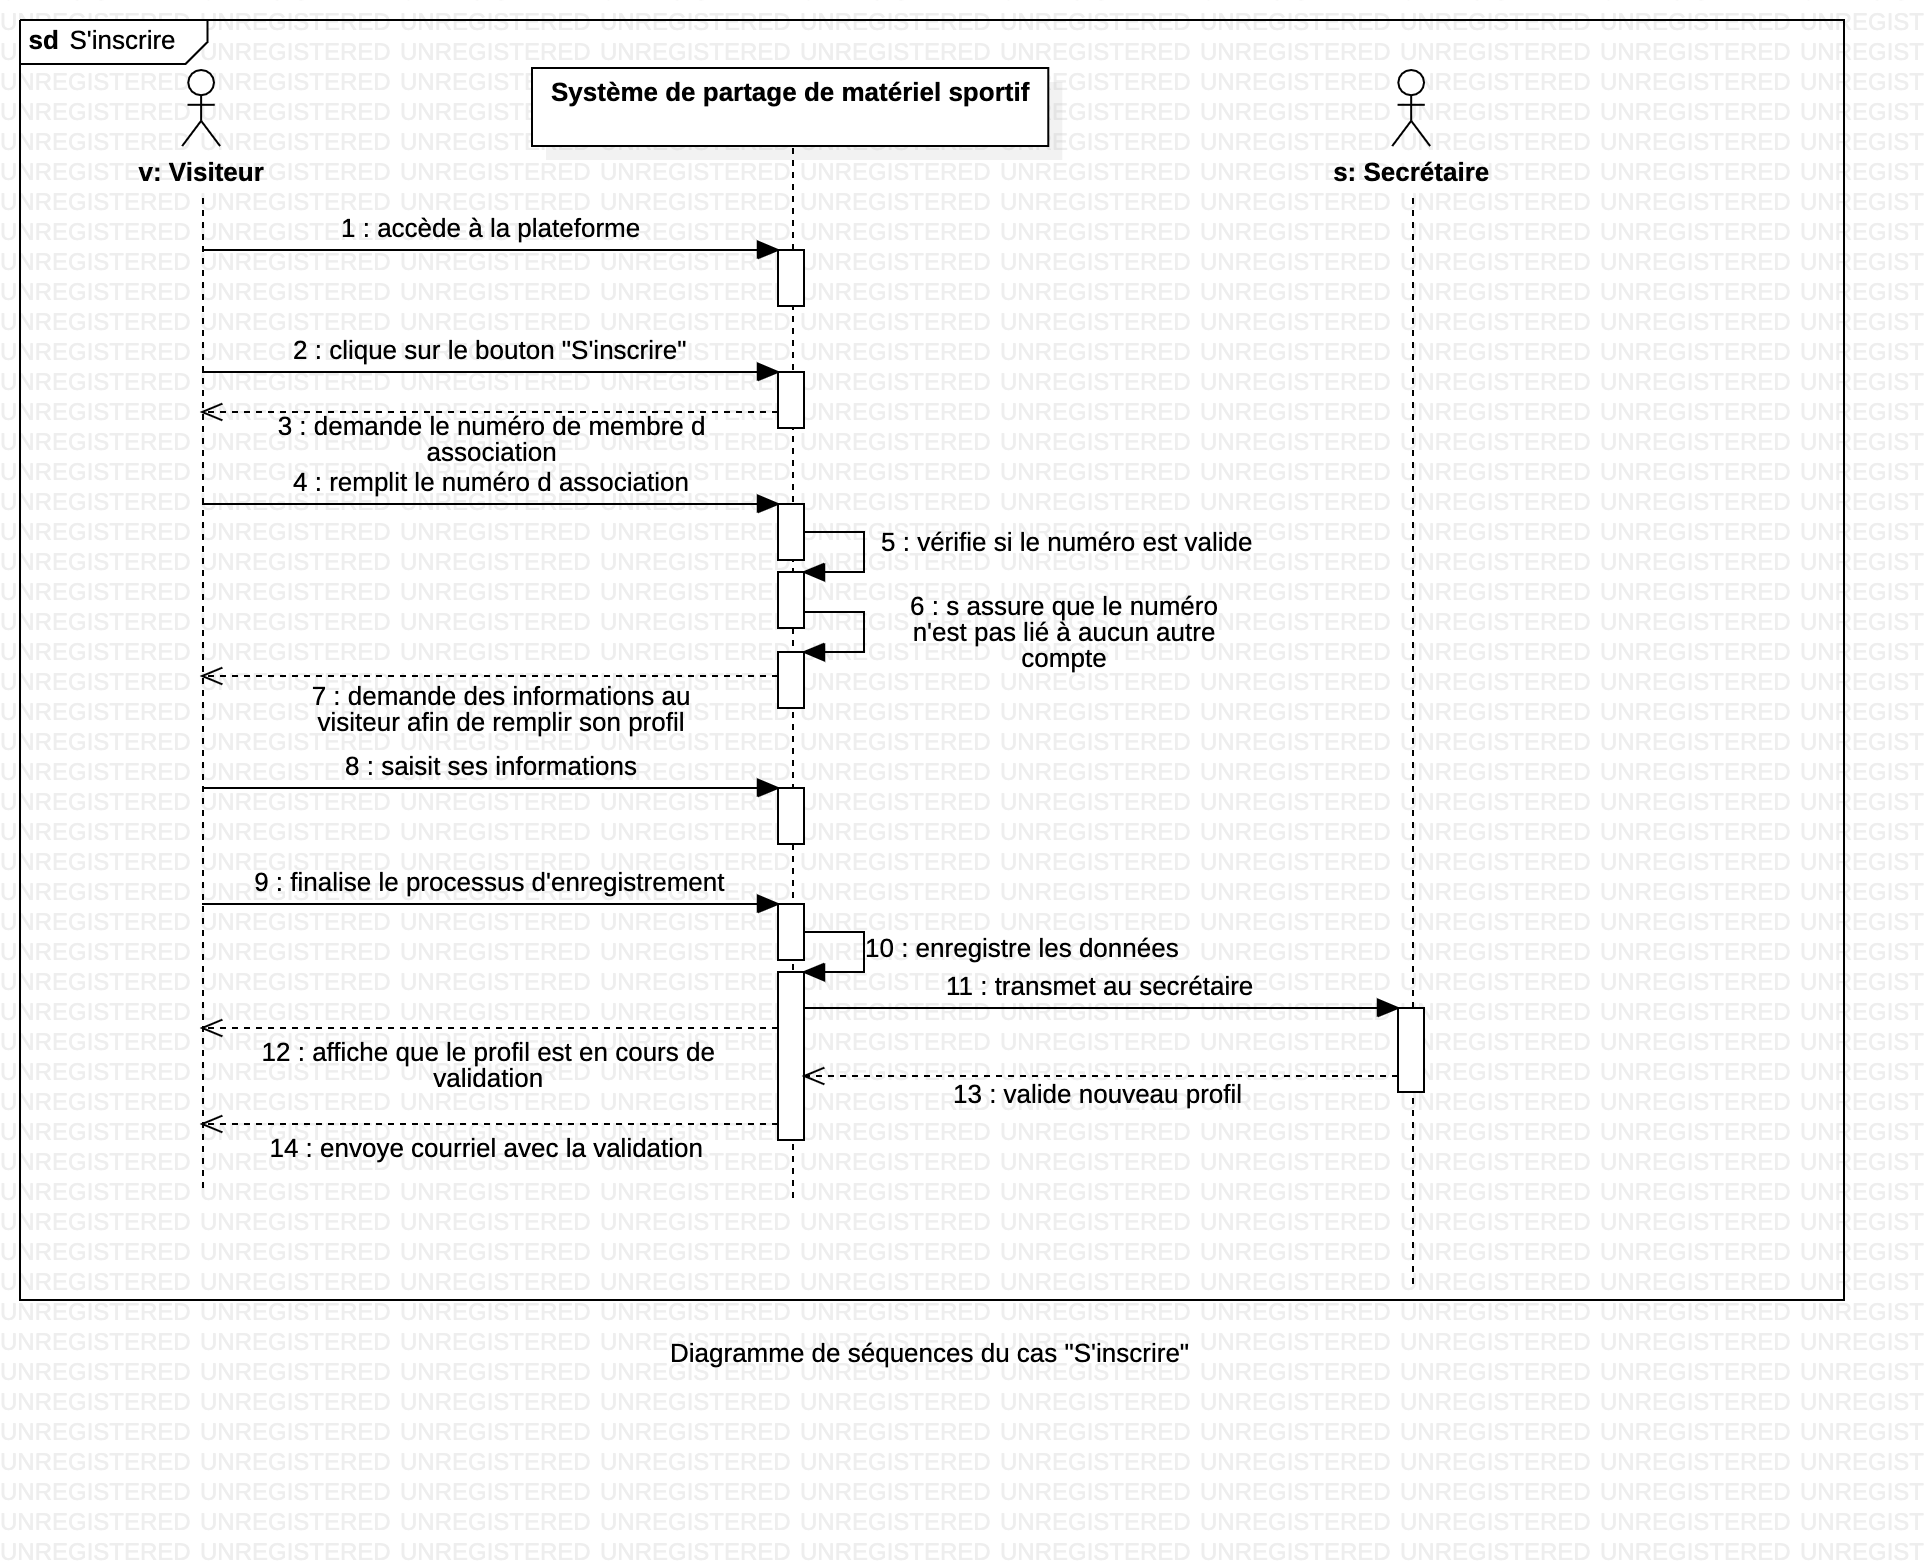 sd S'inscrire
Système de partage de matériel sportif
v: Visiteur
s: Secrétaire
1 : accède à la plateforme
2 : clique sur le bouton "S'inscrire"
3 : demande le numéro de membre d
association
4 : remplit le numéro d association
5 : vérifie si le numéro est valide
6 : s assure que le numéro
n'est pas lié à aucun autre
compte
7 : demande des informations au
visiteur afin de remplir son profil
8 : saisit ses informations
9 : finalise le processus d'enregistrement
10 : enregistre les données
11 : transmet au secrétaire
12 : affiche que le profil est en cours de
validation
13 : valide nouveau profil
14 : envoye courriel avec la validation
Diagramme de séquences du cas "S'inscrire"
UNREGISTERED